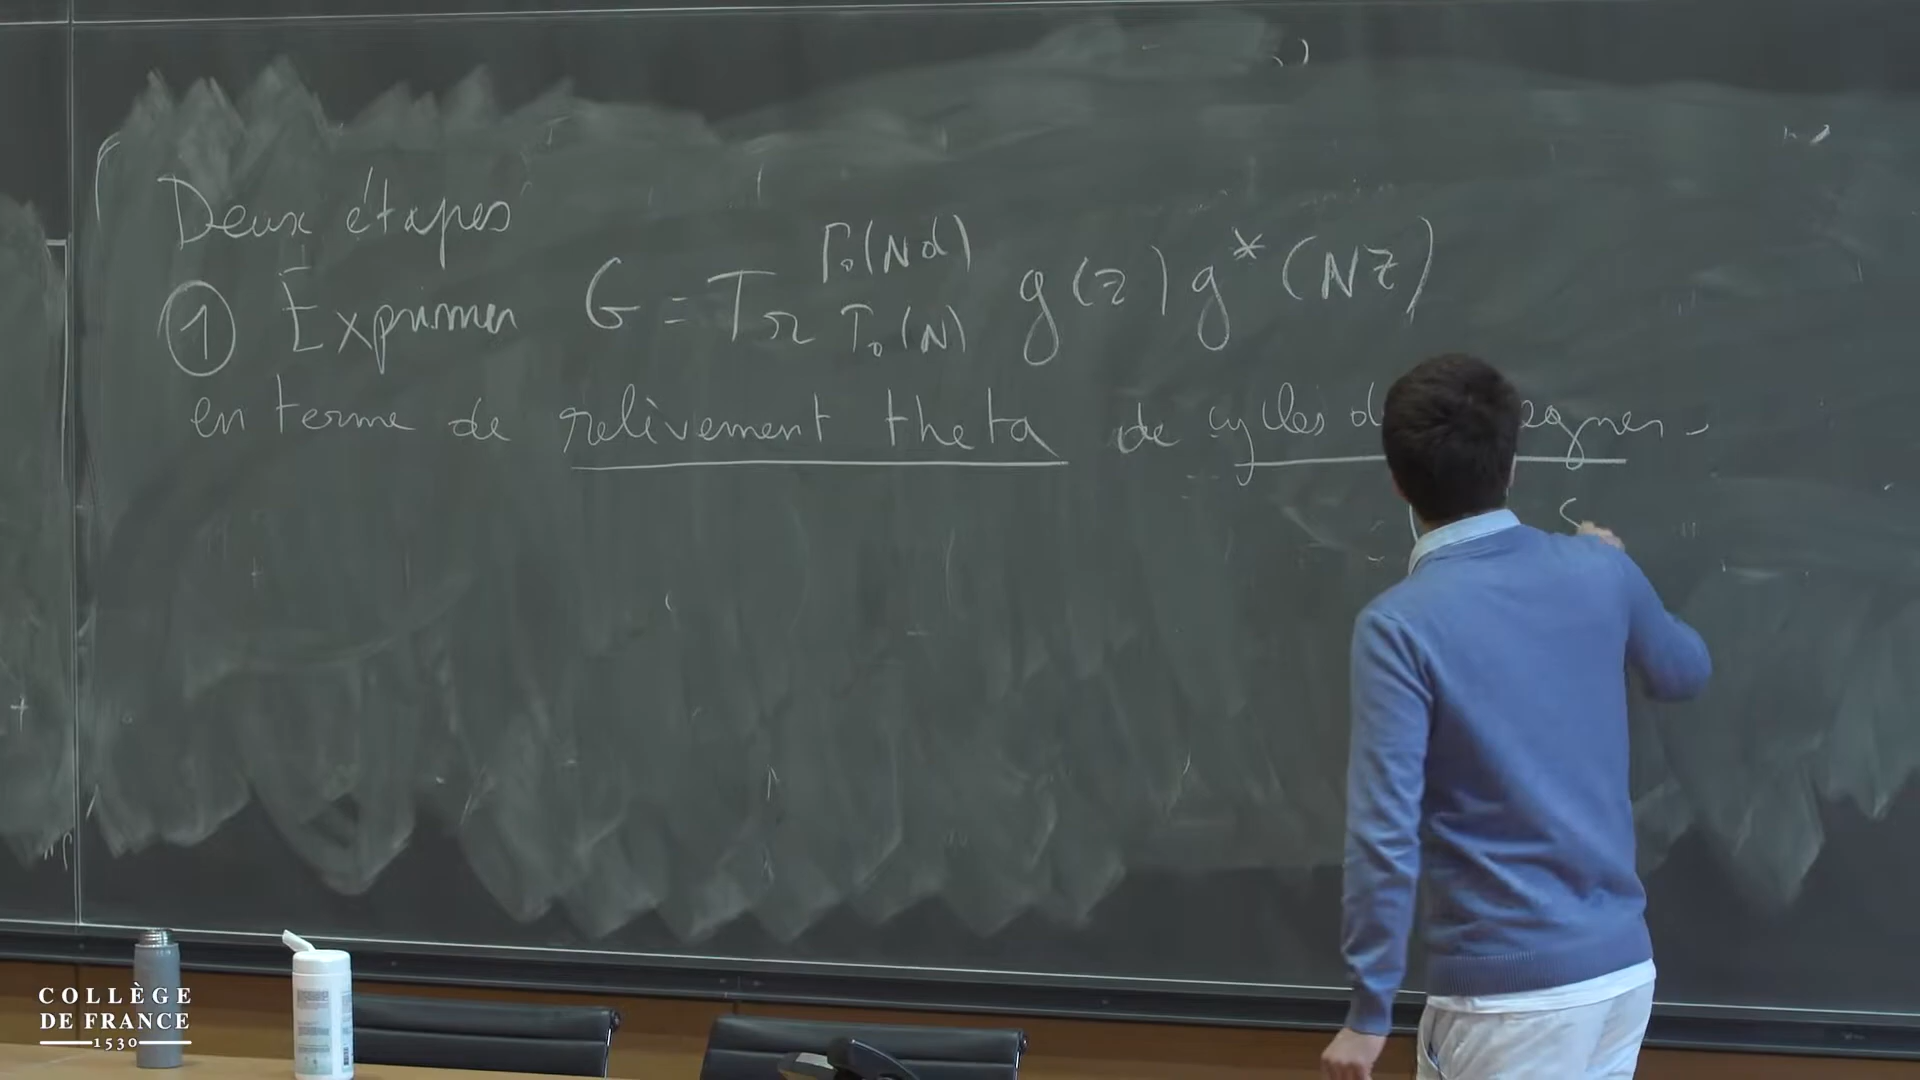 Deux étapes
① Exprimer G = Tr Γ₀(Nd) Γ₀(N) g(z) g*(Nz)
en terme de relèvement theta de cycles
COLLÈGE
DE FRANCE
1530